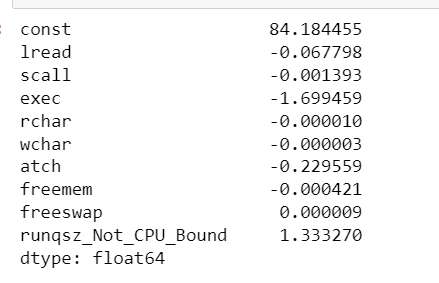 const 84.184455
lread -0.067798
scall -0.001393
exec -1.699459
rchar -0.000010
wchar -0.000003
atch -0.229559
freemem -0.000421
freeswap 0.000009
runqsz_Not_CPU_Bound 1.333270
dtype: float64